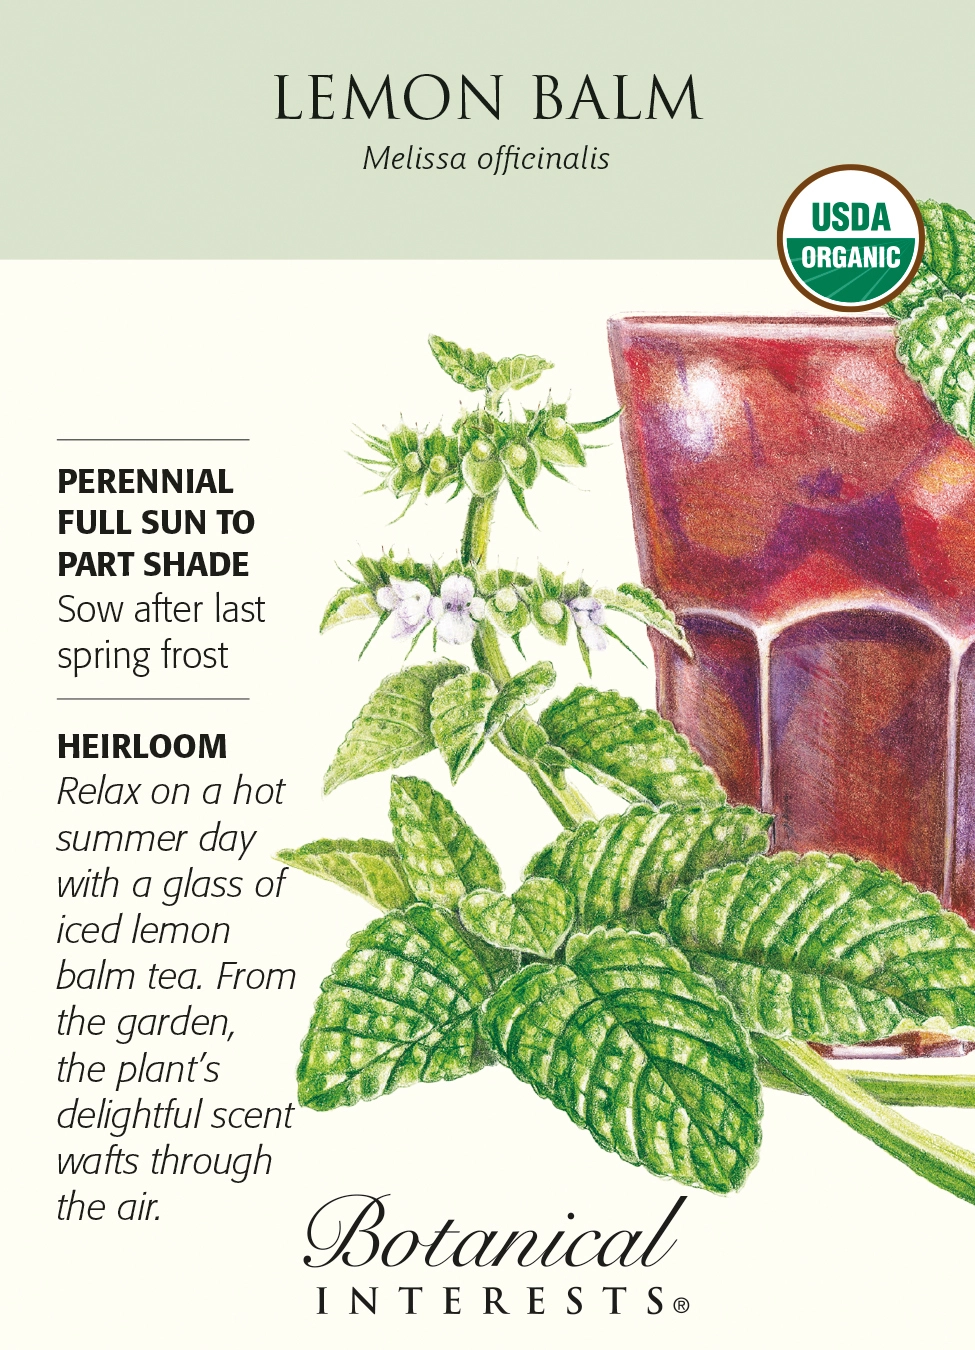 LEMON BALM
Melissa officinalis
USDA
ORGANIC
PERENNIAL
FULL SUN TO
PART SHADE
Sow after last
spring frost
HEIRLOOM
Relax on a hot
summer day
with a glass of
iced lemon
balm tea. From
the garden,
the plant’s
delightful scent
wafts through
the air.
Botanical
INTERESTS®